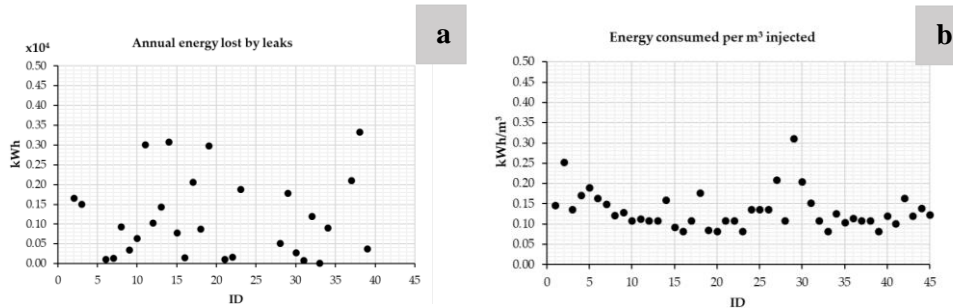 Annual energy lost by leaks
a
x10⁴
0.50
0.45
0.40
0.35
0.30
0.25
0.20
0.15
0.10
0.05
0.00
kWh
0 5 10 15 20 25 30 35 40 45
ID
Energy consumed per m³ injected
b
0.50
0.45
0.40
0.35
0.30
0.25
0.20
0.15
0.10
0.05
0.00
kWh/m³
0 5 10 15 20 25 30 35 40 45
ID